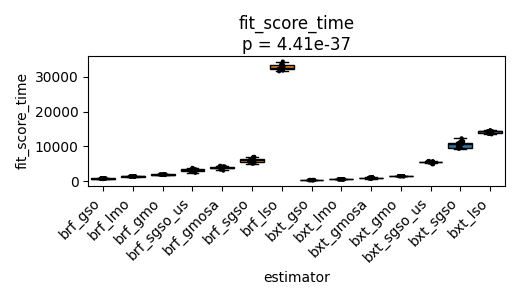 fit_score_time
p = 4.41e-37
fit_score_time
30000
20000
10000
0
brf_gso
brf_lmo
brf_gmo
brf_sgso_us
brf_gmosa
brf_sgso
brf_lso
bxt_gso
bxt_lmo
bxt_gmosa
bxt_gmo
bxt_sgso_us
bxt_sgso
bxt_lso
estimator